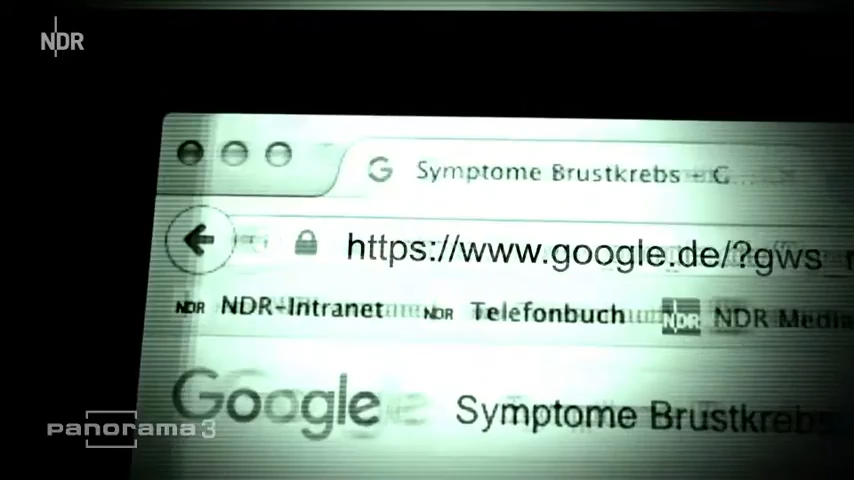 NDR
Symptome Brustkrebs - G...
https://www.google.de/?gws_r
NDR NDR-Intranet NDR Telefonbuch NDR NDR Media
Google Symptome Brustkrebs
panorama 3